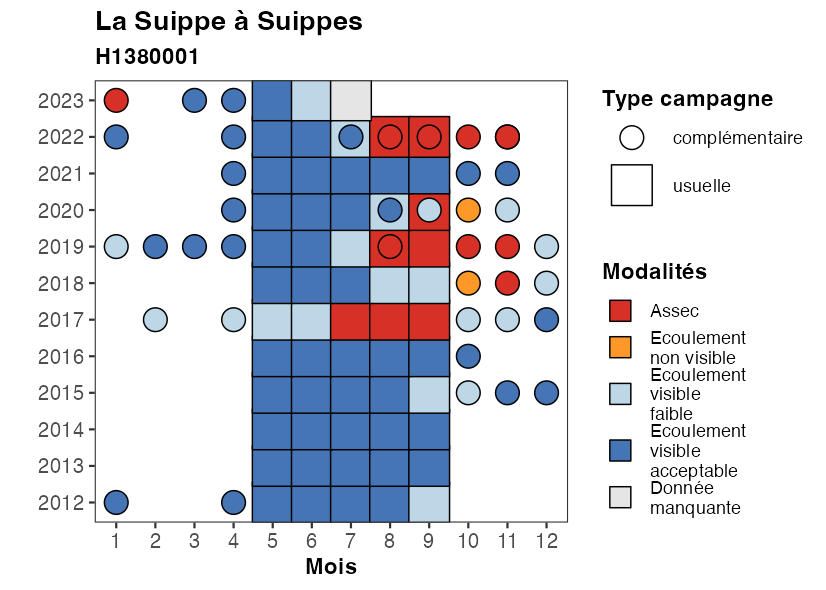 La Suippe à Suippes
H1380001
2023
2022
2021
2020
2019
2018
2017
2016
2015
2014
2013
2012
1 2 3 4 5 6 7 8 9 10 11 12
Mois
Type campagne
complémentaire
usuelle
Modalités
Assec
Ecoulement
non visible
Ecoulement
visible
faible
Ecoulement
visible
acceptable
Donnée
manquante